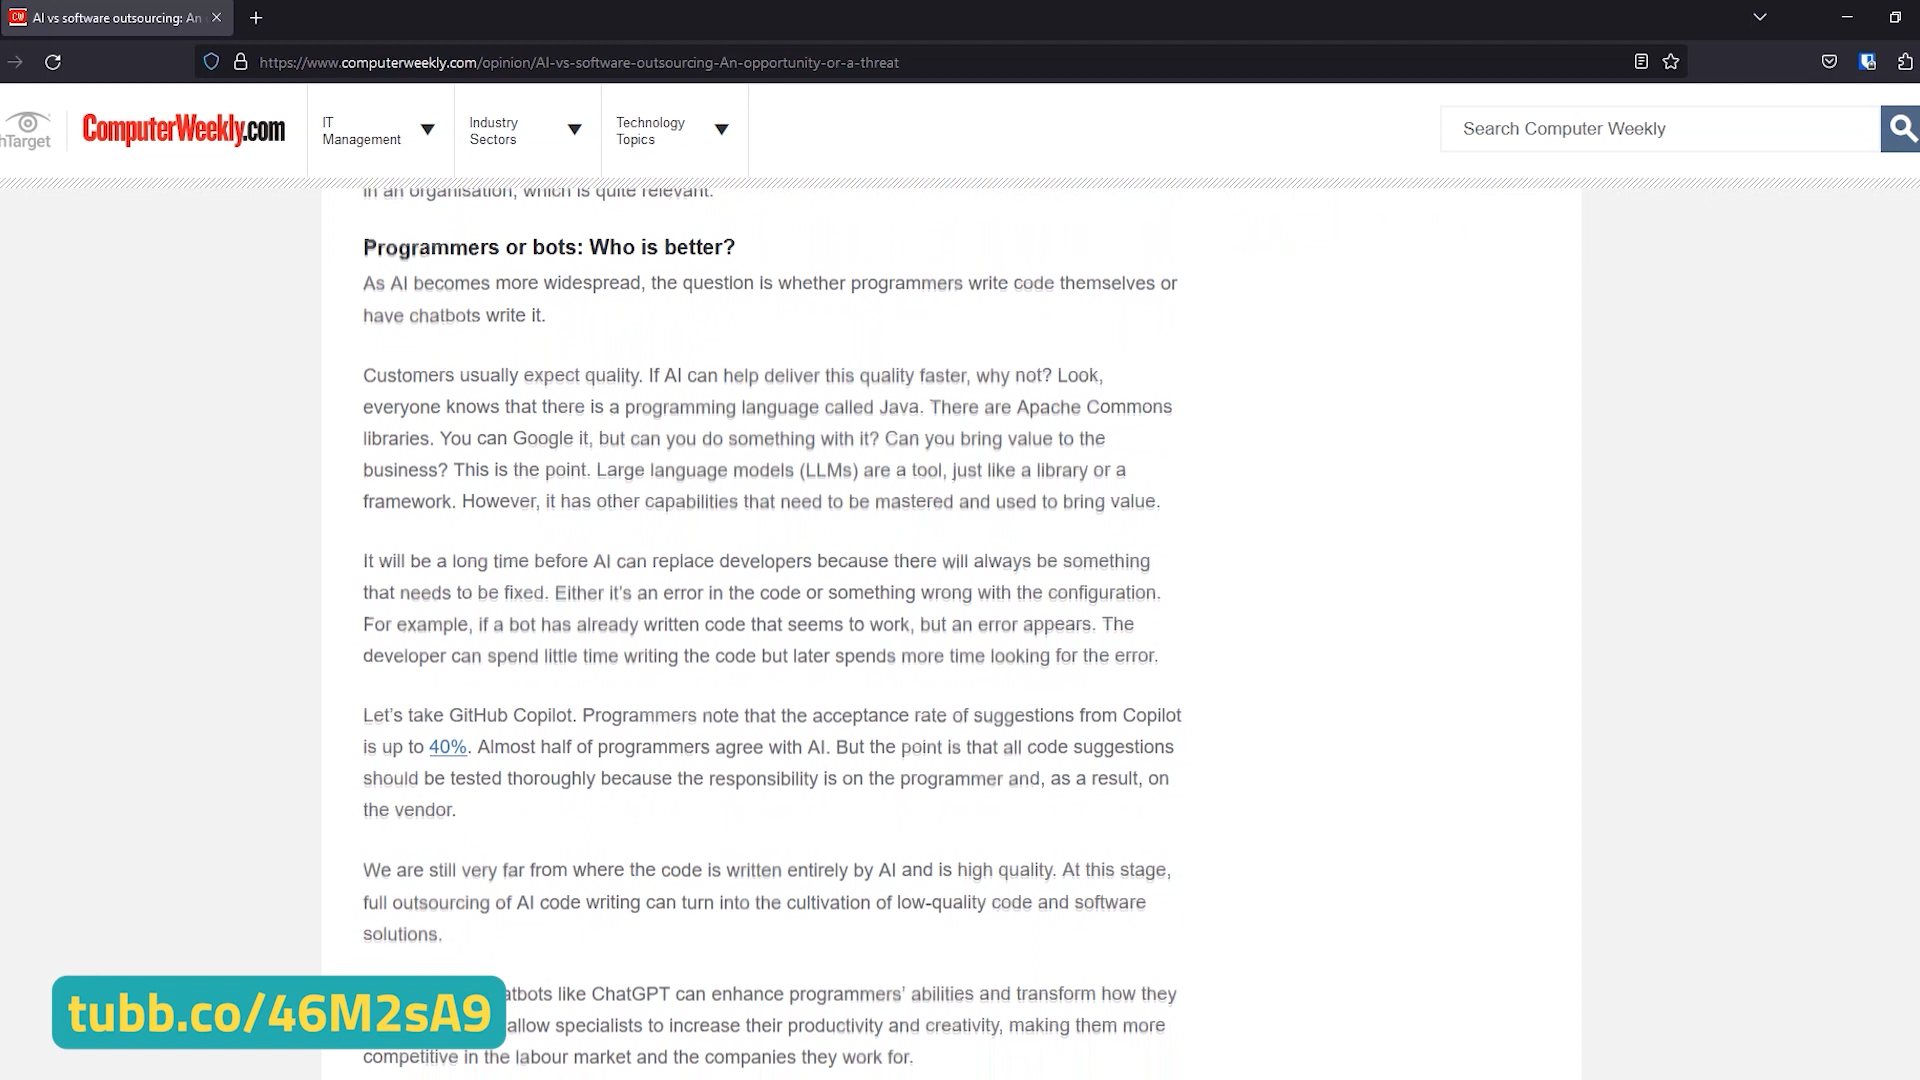 AI vs software outsourcing: An
https://www.computerweekly.com/opinion/AI-vs-software-outsourcing-An-opportunity-or-a-threat
hTarget
ComputerWeekly.com
IT
Management
Industry
Sectors
Technology
Topics
Search Computer Weekly
in an organisation, which is quite relevant.
Programmers or bots: Who is better?
As AI becomes more widespread, the question is whether programmers write code themselves or
have chatbots write it.
Customers usually expect quality. If AI can help deliver this quality faster, why not? Look,
everyone knows that there is a programming language called Java. There are Apache Commons
libraries. You can Google it, but can you do something with it? Can you bring value to the
business? This is the point. Large language models (LLMs) are a tool, just like a library or a
framework. However, it has other capabilities that need to be mastered and used to bring value.
It will be a long time before AI can replace developers because there will always be something
that needs to be fixed. Either it's an error in the code or something wrong with the configuration.
For example, if a bot has already written code that seems to work, but an error appears. The
developer can spend little time writing the code but later spends more time looking for the error.
Let's take GitHub Copilot. Programmers note that the acceptance rate of suggestions from Copilot
is up to 40%. Almost half of programmers agree with AI. But the point is that all code suggestions
should be tested thoroughly because the responsibility is on the programmer and, as a result, on
the vendor.
We are still very far from where the code is written entirely by AI and is high quality. At this stage,
full outsourcing of AI code writing can turn into the cultivation of low-quality code and software
solutions.
atbots like ChatGPT can enhance programmers' abilities and transform how they
allow specialists to increase their productivity and creativity, making them more
competitive in the labour market and the companies they work for.
tubb.co/46M2sA9